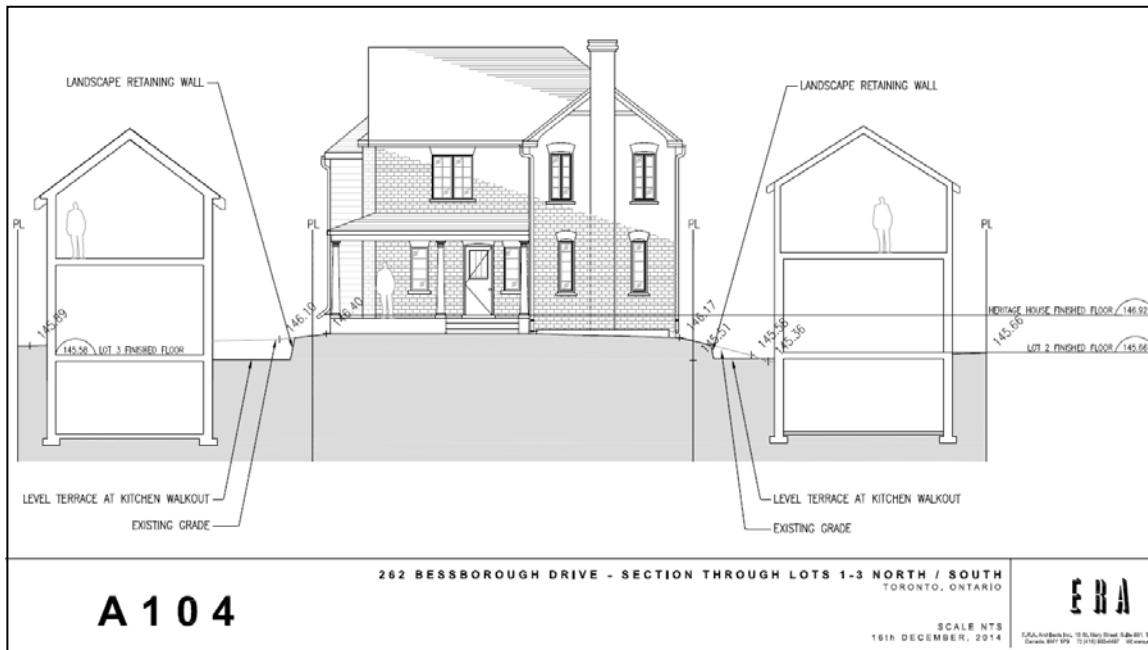 LANDSCAPE RETAINING WALL
LANDSCAPE RETAINING WALL
PL
PL
PL
PL
145.89
145.58 LOT 3 FINISHED FLOOR
146.10
146.40
146.17
145.51
145.58
145.36
HERITAGE HOUSE FINISHED FLOOR 146.92
145.66
LOT 2 FINISHED FLOOR 145.66
LEVEL TERRACE AT KITCHEN WALKOUT
EXISTING GRADE
LEVEL TERRACE AT KITCHEN WALKOUT
EXISTING GRADE
A104
262 BESSBOROUGH DRIVE - SECTION THROUGH LOTS 1-3 NORTH / SOUTH
TORONTO, ONTARIO
SCALE NTS
16th DECEMBER, 2014
ERA